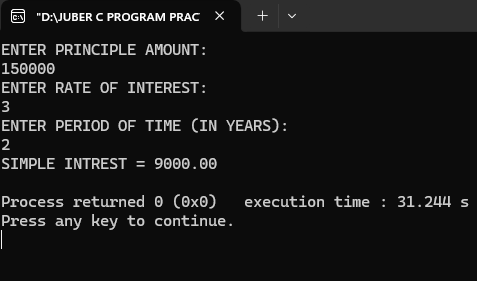 "D:\JUBER C PROGRAM PRAC
ENTER PRINCIPLE AMOUNT:
150000
ENTER RATE OF INTEREST:
3
ENTER PERIOD OF TIME (IN YEARS):
2
SIMPLE INTREST = 9000.00
Process returned 0 (0x0)   execution time : 31.244 s
Press any key to continue.